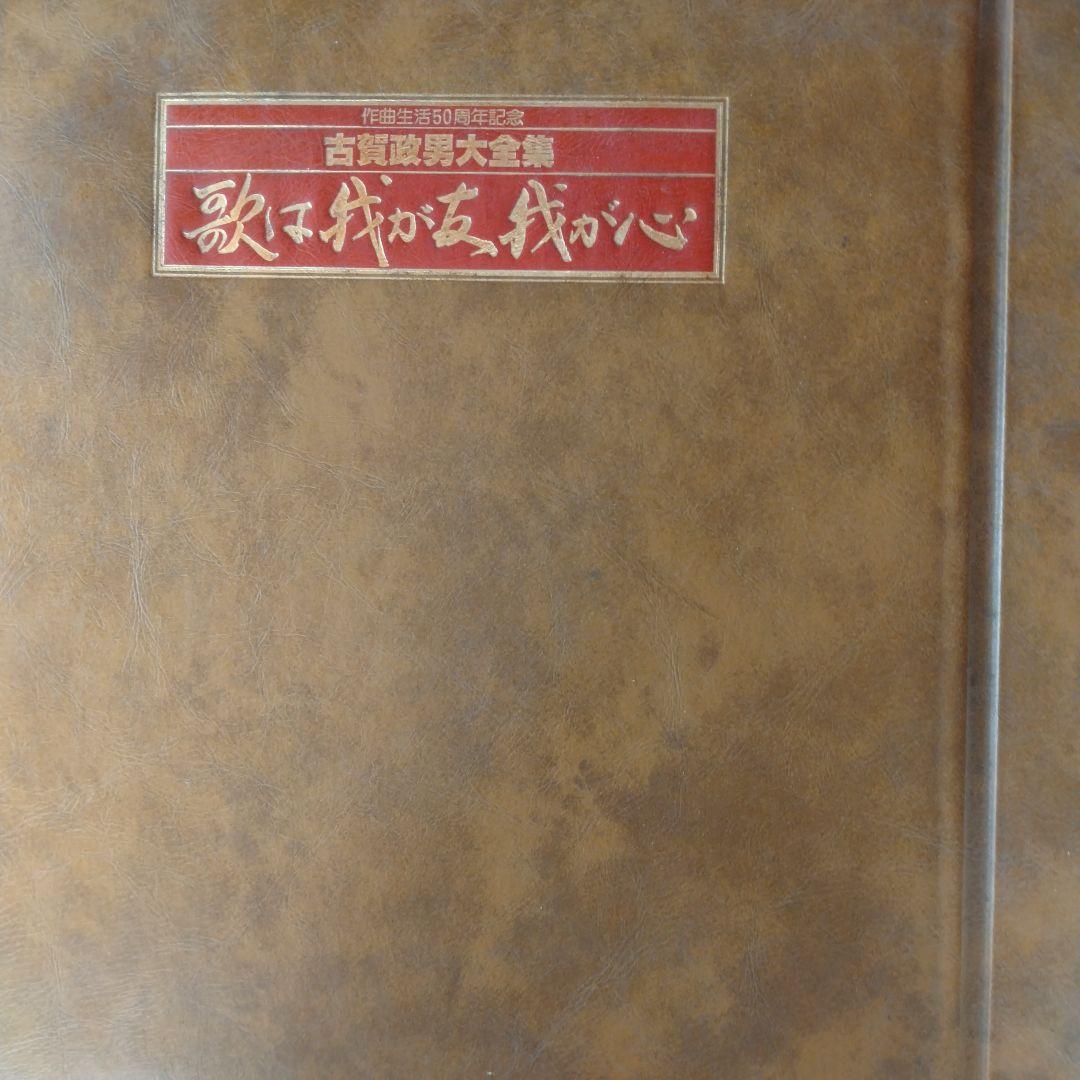 作曲生活50周年記念
古賀政男大全集
歌は我が友我が心